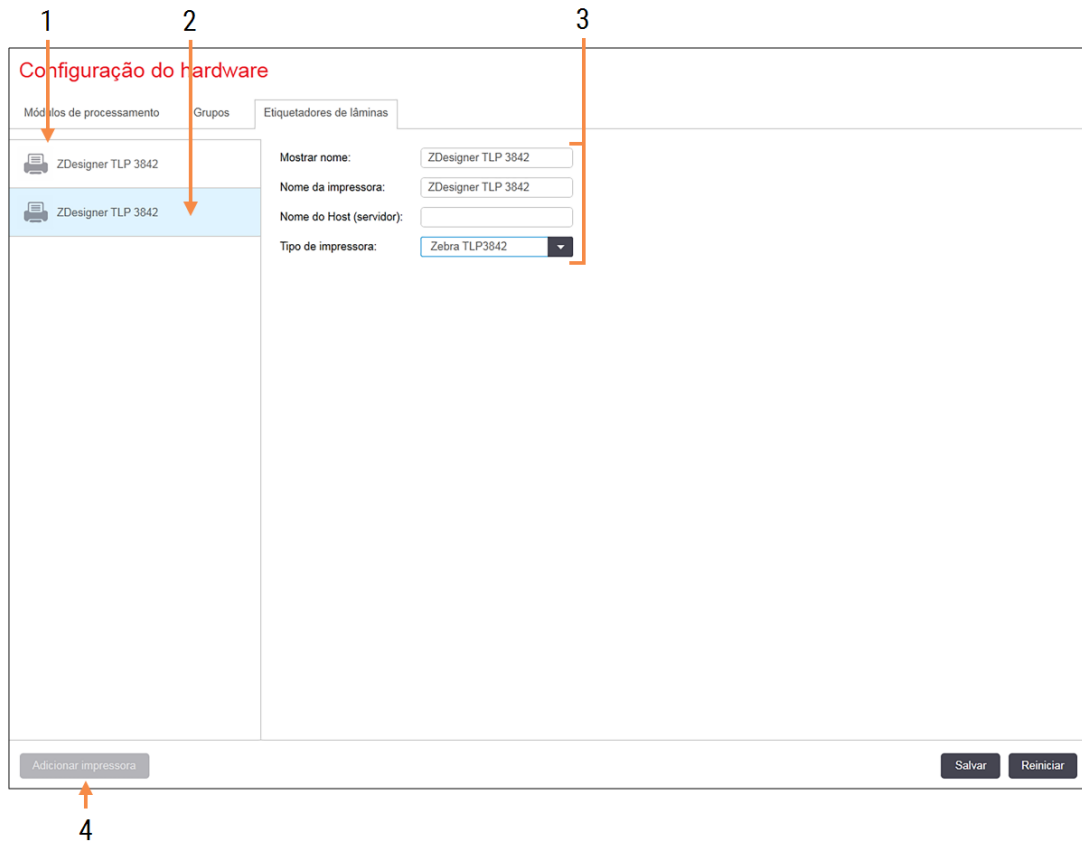 1 2 3
Configuração do hardware
Módulos de processamento Grupos Etiquetadores de lâminas
ZDesigner TLP 3842
ZDesigner TLP 3842
Mostrar nome: ZDesigner TLP 3842
Nome da impressora: ZDesigner TLP 3842
Nome do Host (servidor):
Tipo de impressora: Zebra TLP3842
Adicionar impressora Salvar Reiniciar
4